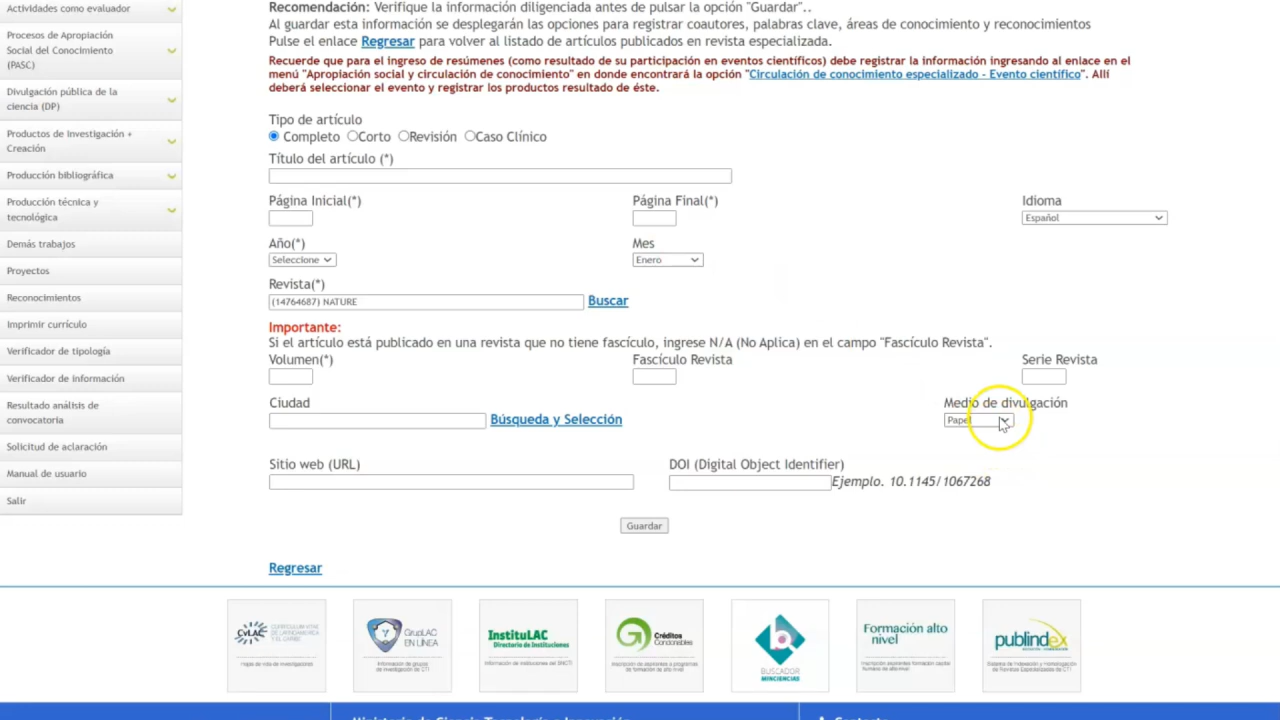 Actividades como evaluador
Procesos de Apropiación
Social del Conocimiento
(PASC)
Divulgación pública de la
ciencia (DP)
Productos de Investigación +
Creación
Producción bibliográfica
Producción técnica y
tecnológica
Demás trabajos
Proyectos
Reconocimientos
Imprimir currículo
Verificador de tipología
Verificador de información
Resultado análisis de
convocatoria
Solicitud de aclaración
Manual de usuario
Salir
Recomendación: Verifique la información diligenciada antes de pulsar la opción "Guardar"..
Al guardar esta información se desplegarán las opciones para registrar coautores, palabras clave, áreas de conocimiento y reconocimientos
Pulse el enlace Regresar para volver al listado de artículos publicados en revista especializada.
Recuerde que para el ingreso de resúmenes (como resultado de su participación en eventos científicos) debe registrar la información ingresando al enlace en el
menú "Apropiación social y circulación de conocimiento" en donde encontrará la opción "Circulación de conocimiento especializado - Evento científico". Allí
deberá seleccionar el evento y registrar los productos resultado de éste.
Tipo de artículo
Completo Corto Revisión Caso Clínico
Título del artículo (*)
Página Inicial(*) Página Final(*) Idioma
Español
Año(*) Mes
Seleccione Enero
Revista(*)
(14764687) NATURE Buscar
Importante:
Si el artículo está publicado en una revista que no tiene fascículo, ingrese N/A (No Aplica) en el campo "Fascículo Revista".
Volumen(*) Fascículo Revista Serie Revista
Ciudad Medio de divulgación
Búsqueda y Selección Papel
Sitio web (URL) DOI (Digital Object Identifier)
Ejemplo. 10.1145/1067268
Guardar
Regresar
CvLAC
GrupLAC
EN LÍNEA
InstituLAC
Directorio de Instituciones
Créditos
Condonables
BUSCADOR
MINCIENCIAS
Formación alto
nivel
publindex
Ministerio de Ciencia Tecnología e Innovación
Contacto